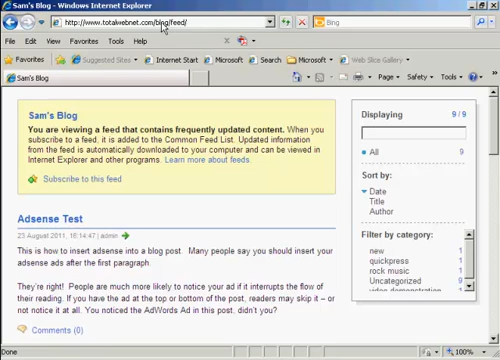 Sam's Blog - Windows Internet Explorer
http://www.totalwebnet.com/bing/feed/
Bing
File Edit View Favorites Tools Help
Favorites Suggested Sites Internet Start Microsoft Search Microsoft Web Slice Gallery
Sam's Blog
Page Safety Tools
Sam's Blog
You are viewing a feed that contains frequently updated content. When you
subscribe to a feed, it is added to the Common Feed List. Updated information
from the feed is automatically downloaded to your computer and can be viewed in
Internet Explorer and other programs. Learn more about feeds.
Subscribe to this feed
Adsense Test
23 August 2011, 16:14:47 | admin
This is how to insert adsense into a blog post. Many people say you should insert your
adsense ads after the first paragraph.
They're right! People are much more likely to notice your ad if it interrupts the flow of
their reading. If you have the ad at the top or bottom of the post, readers may skip it – or
not notice it at all. You noticed the AdWords Ad in this post, didn't you?
Comments (0)
Displaying 9 / 9
All 9
Sort by:
Date
Title
Author
Filter by category:
new 1
quickpress 1
rock music 1
Uncategorized 9
video demonstration 1
Done
100%